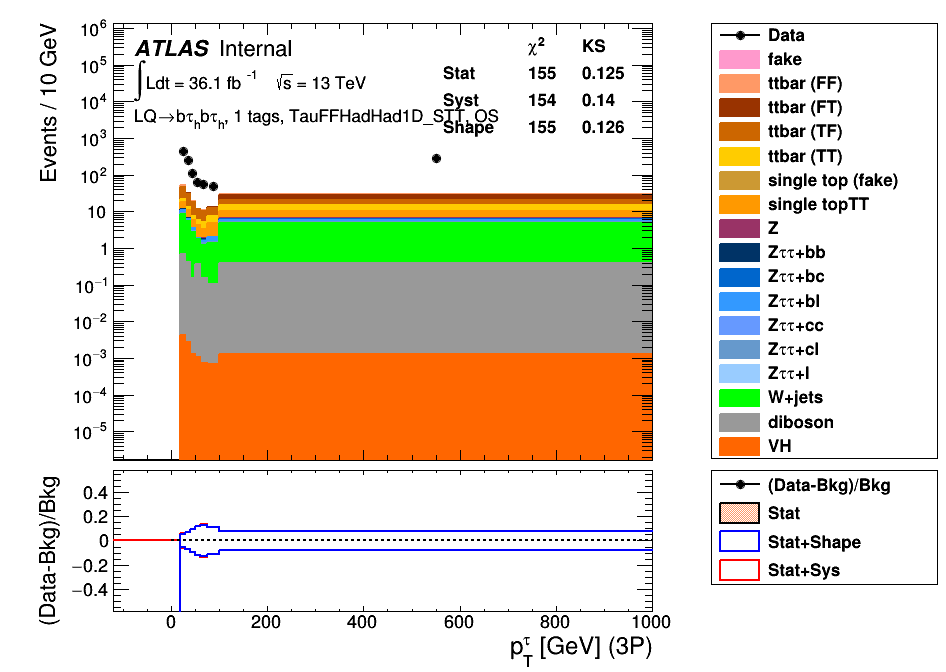 ATLAS Internal
∫ Ldt = 36.1 fb⁻¹ √s = 13 TeV
LQ→bτₕbτₕ, 1 tags, TauFFHadHad1D_STT, OS
χ² KS
Stat 155 0.125
Syst 154 0.14
Shape 155 0.126
Events / 10 GeV
10⁶
10⁵
10⁴
10³
10²
10
1
10⁻¹
10⁻²
10⁻³
10⁻⁴
10⁻⁵
Data
fake
ttbar (FF)
ttbar (FT)
ttbar (TF)
ttbar (TT)
single top (fake)
single topTT
Z
Zττ+bb
Zττ+bc
Zττ+bl
Zττ+cc
Zττ+cl
Zττ+l
W+jets
diboson
VH
(Data-Bkg)/Bkg
0.4
0.2
0
−0.2
−0.4
0 200 400 600 800 1000
p_T^τ [GeV] (3P)
(Data-Bkg)/Bkg
Stat
Stat+Shape
Stat+Sys